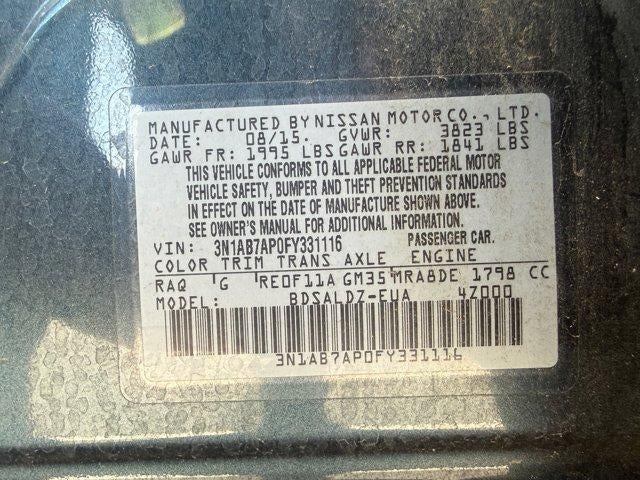 MANUFACTURED BY NISSAN MOTOR CO., LTD.
DATE: 08/15. GVWR: 3823 LBS
GAWR FR: 1995 LBS GAWR RR: 1841 LBS
THIS VEHICLE CONFORMS TO ALL APPLICABLE FEDERAL MOTOR
VEHICLE SAFETY, BUMPER AND THEFT PREVENTION STANDARDS
IN EFFECT ON THE DATE OF MANUFACTURE SHOWN ABOVE.
SEE OWNER'S MANUAL FOR ADDITIONAL INFORMATION.
VIN: 3N1AB7AP0FY331116 PASSENGER CAR.
COLOR TRIM TRANS AXLE ENGINE
RAQ G RE0F11A GM35 MRA8DE 1798 CC
MODEL: BDSALDZ-EUA 4Z000
3N1AB7AP0FY331116